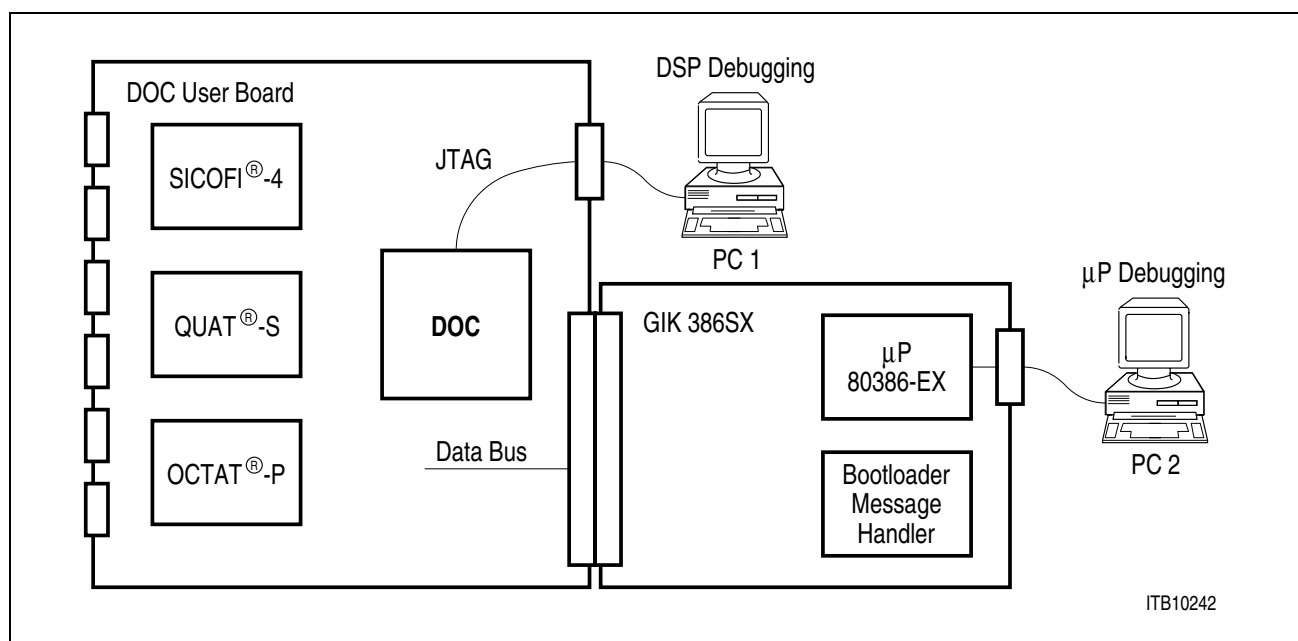 DSP Debugging
DOC User Board
SICOFI®-4
JTAG
PC 1
µP Debugging
QUAT®-S
DOC
GIK 386SX
µP
80386-EX
OCTAT®-P
Data Bus
Bootloader
Message
Handler
PC 2
ITB10242